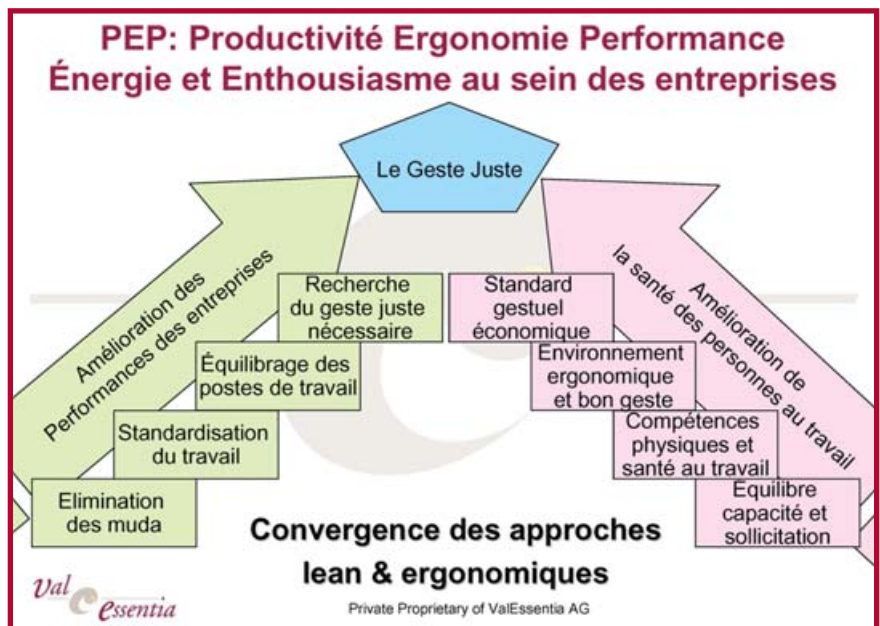 PEP: Productivité Ergonomie Performance
Énergie et Enthousiasme au sein des entreprises
Le Geste Juste
Amélioration des
Performances des entreprises
Recherche
du geste juste
nécessaire
Équilibrage des
postes de travail
Standardisation
du travail
Elimination
des muda
Amélioration de
la santé des personnes au travail
Standard
gestuel
économique
Environnement
ergonomique
et bon geste
Compétences
physiques et
santé au travail
Equilibre
capacité et
sollicitation
Convergence des approches
lean & ergonomiques
Val essentia
Private Proprietary of ValEssentia AG